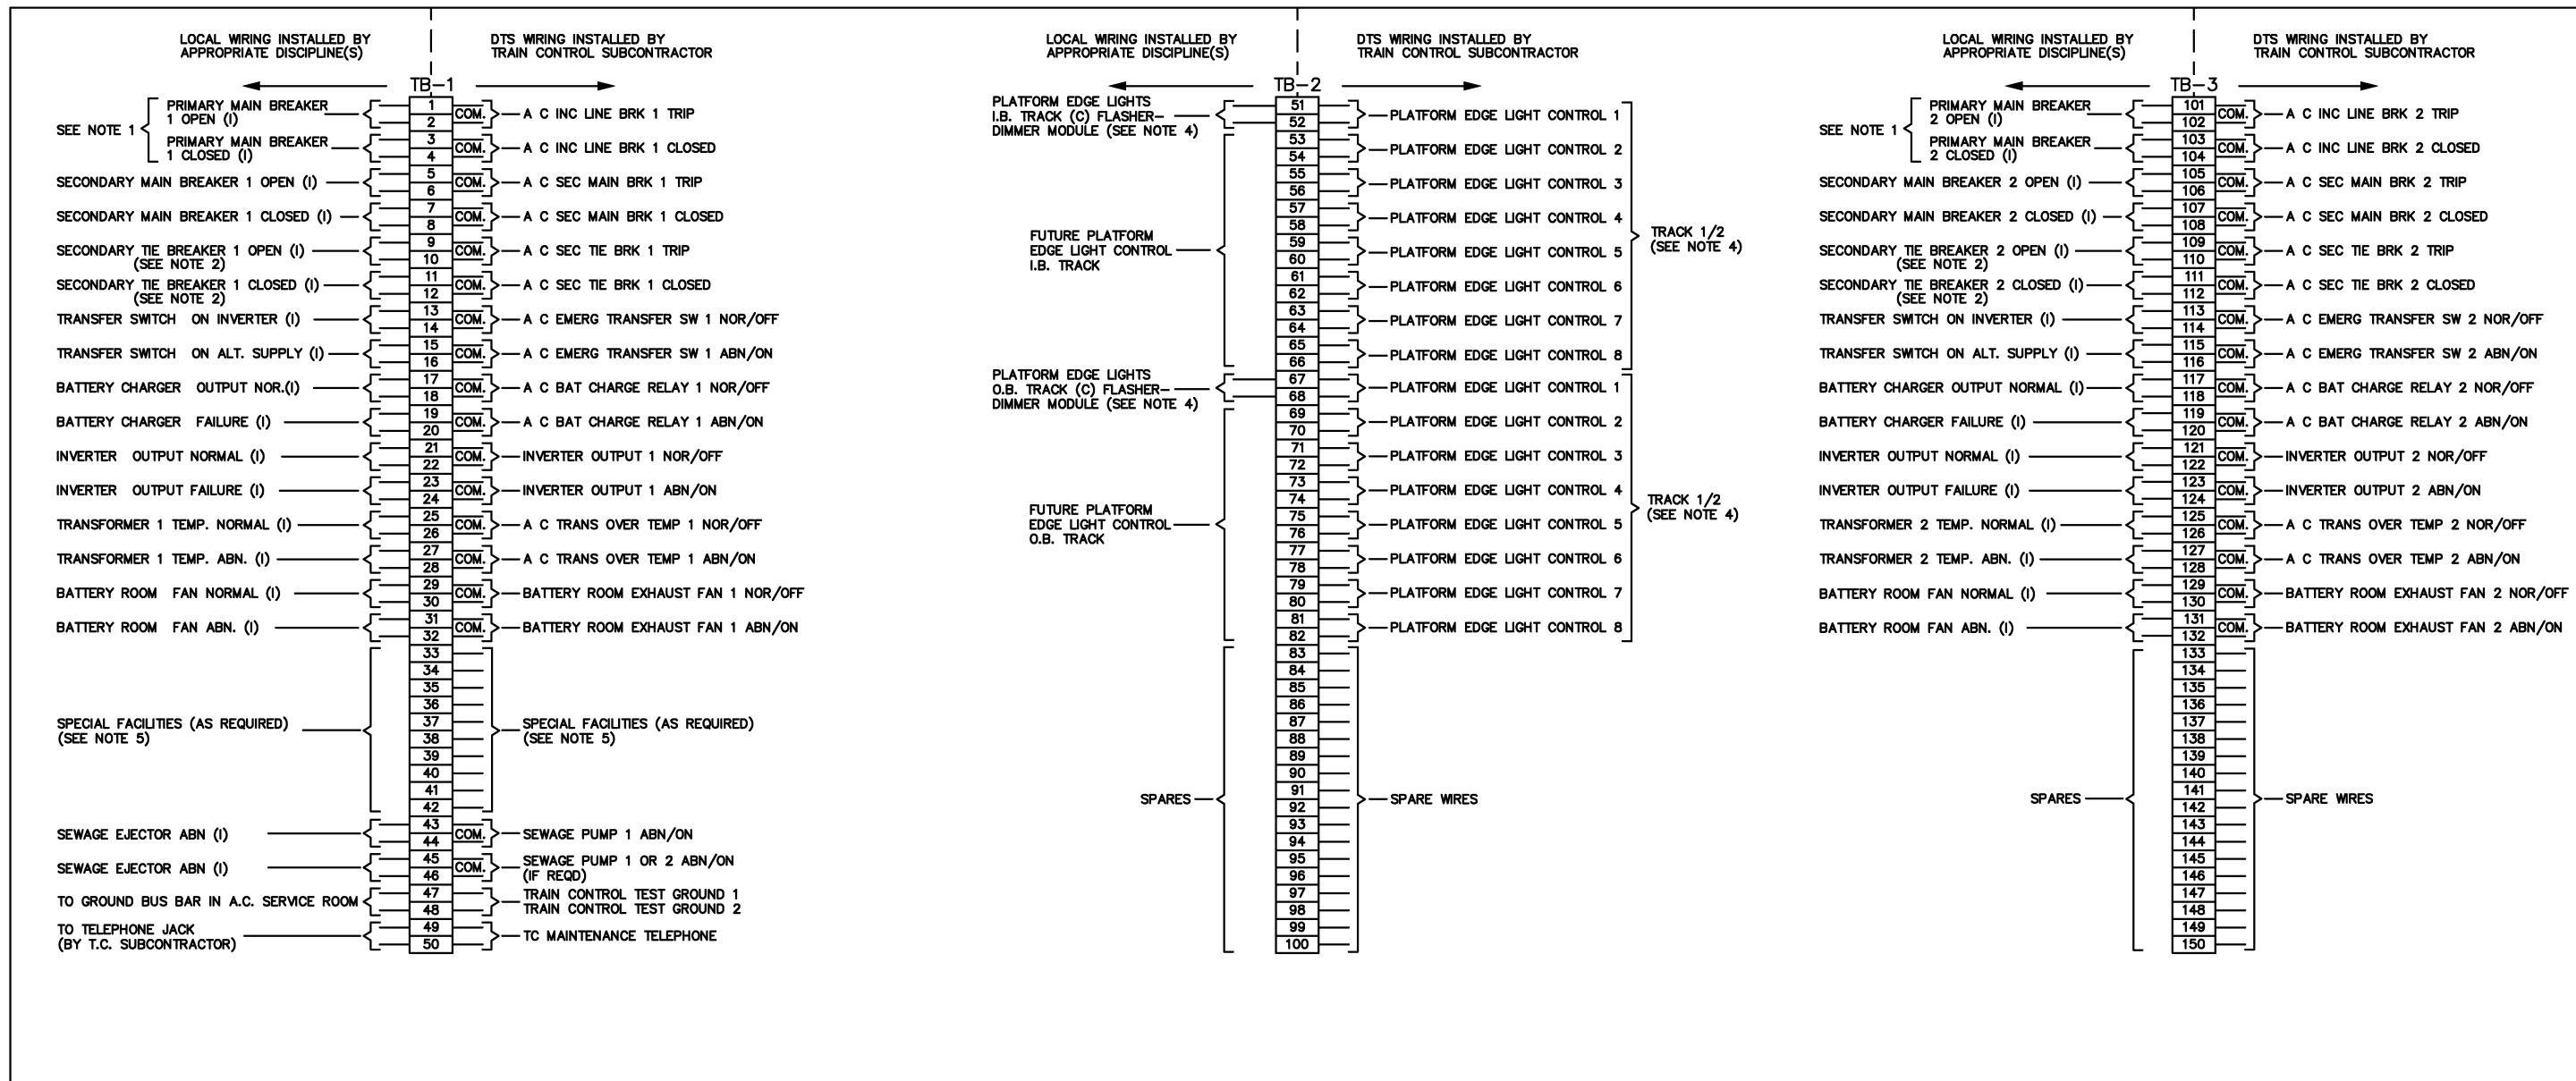 LOCAL WIRING INSTALLED BY
APPROPRIATE DISCIPLINE(S)
DTS WIRING INSTALLED BY
TRAIN CONTROL SUBCONTRACTOR
TB-1
SEE NOTE 1
PRIMARY MAIN BREAKER
1 OPEN (I)
1
2
COM.
A C INC LINE BRK 1 TRIP
PRIMARY MAIN BREAKER
1 CLOSED (I)
3
4
COM.
A C INC LINE BRK 1 CLOSED
SECONDARY MAIN BREAKER 1 OPEN (I)
5
6
COM.
A C SEC MAIN BRK 1 TRIP
SECONDARY MAIN BREAKER 1 CLOSED (I)
7
8
COM.
A C SEC MAIN BRK 1 CLOSED
SECONDARY TIE BREAKER 1 OPEN (I)
(SEE NOTE 2)
9
10
COM.
A C SEC TIE BRK 1 TRIP
SECONDARY TIE BREAKER 1 CLOSED (I)
(SEE NOTE 2)
11
12
COM.
A C SEC TIE BRK 1 CLOSED
TRANSFER SWITCH ON INVERTER (I)
13
14
COM.
A C EMERG TRANSFER SW 1 NOR/OFF
TRANSFER SWITCH ON ALT. SUPPLY (I)
15
16
COM.
A C EMERG TRANSFER SW 1 ABN/ON
BATTERY CHARGER OUTPUT NOR.(I)
17
18
COM.
A C BAT CHARGE RELAY 1 NOR/OFF
BATTERY CHARGER FAILURE (I)
19
20
COM.
A C BAT CHARGE RELAY 1 ABN/ON
INVERTER OUTPUT NORMAL (I)
21
22
COM.
INVERTER OUTPUT 1 NOR/OFF
INVERTER OUTPUT FAILURE (I)
23
24
COM.
INVERTER OUTPUT 1 ABN/ON
TRANSFORMER 1 TEMP. NORMAL (I)
25
26
COM.
A C TRANS OVER TEMP 1 NOR/OFF
TRANSFORMER 1 TEMP. ABN. (I)
27
28
COM.
A C TRANS OVER TEMP 1 ABN/ON
BATTERY ROOM FAN NORMAL (I)
29
30
COM.
BATTERY ROOM EXHAUST FAN 1 NOR/OFF
BATTERY ROOM FAN ABN. (I)
31
32
COM.
BATTERY ROOM EXHAUST FAN 1 ABN/ON
SPECIAL FACILITIES (AS REQUIRED)
(SEE NOTE 5)
33
34
35
36
37
38
39
40
41
42
SPECIAL FACILITIES (AS REQUIRED)
(SEE NOTE 5)
SEWAGE EJECTOR ABN (I)
43
44
COM.
SEWAGE PUMP 1 ABN/ON
SEWAGE EJECTOR ABN (I)
45
46
COM.
SEWAGE PUMP 1 OR 2 ABN/ON
(IF REQD)
TO GROUND BUS BAR IN A.C. SERVICE ROOM
47
48
TRAIN CONTROL TEST GROUND 1
TRAIN CONTROL TEST GROUND 2
TO TELEPHONE JACK
(BY T.C. SUBCONTRACTOR)
49
50
TC MAINTENANCE TELEPHONE
LOCAL WIRING INSTALLED BY
APPROPRIATE DISCIPLINE(S)
DTS WIRING INSTALLED BY
TRAIN CONTROL SUBCONTRACTOR
TB-2
PLATFORM EDGE LIGHTS
I.B. TRACK (C) FLASHER-
DIMMER MODULE (SEE NOTE 4)
51
52
PLATFORM EDGE LIGHT CONTROL 1
FUTURE PLATFORM
EDGE LIGHT CONTROL
I.B. TRACK
53
54
PLATFORM EDGE LIGHT CONTROL 2
55
56
PLATFORM EDGE LIGHT CONTROL 3
57
58
PLATFORM EDGE LIGHT CONTROL 4
59
60
PLATFORM EDGE LIGHT CONTROL 5
61
62
PLATFORM EDGE LIGHT CONTROL 6
63
64
PLATFORM EDGE LIGHT CONTROL 7
65
66
PLATFORM EDGE LIGHT CONTROL 8
TRACK 1/2
(SEE NOTE 4)
PLATFORM EDGE LIGHTS
O.B. TRACK (C) FLASHER-
DIMMER MODULE (SEE NOTE 4)
67
68
PLATFORM EDGE LIGHT CONTROL 1
FUTURE PLATFORM
EDGE LIGHT CONTROL
O.B. TRACK
69
70
PLATFORM EDGE LIGHT CONTROL 2
71
72
PLATFORM EDGE LIGHT CONTROL 3
73
74
PLATFORM EDGE LIGHT CONTROL 4
75
76
PLATFORM EDGE LIGHT CONTROL 5
77
78
PLATFORM EDGE LIGHT CONTROL 6
79
80
PLATFORM EDGE LIGHT CONTROL 7
81
82
PLATFORM EDGE LIGHT CONTROL 8
TRACK 1/2
(SEE NOTE 4)
SPARES
83
84
85
86
87
88
89
90
91
92
93
94
95
96
97
98
99
100
SPARE WIRES
LOCAL WIRING INSTALLED BY
APPROPRIATE DISCIPLINE(S)
DTS WIRING INSTALLED BY
TRAIN CONTROL SUBCONTRACTOR
TB-3
SEE NOTE 1
PRIMARY MAIN BREAKER
2 OPEN (I)
101
102
COM.
A C INC LINE BRK 2 TRIP
PRIMARY MAIN BREAKER
2 CLOSED (I)
103
104
COM.
A C INC LINE BRK 2 CLOSED
SECONDARY MAIN BREAKER 2 OPEN (I)
105
106
COM.
A C SEC MAIN BRK 2 TRIP
SECONDARY MAIN BREAKER 2 CLOSED (I)
107
108
COM.
A C SEC MAIN BRK 2 CLOSED
SECONDARY TIE BREAKER 2 OPEN (I)
(SEE NOTE 2)
109
110
COM.
A C SEC TIE BRK 2 TRIP
SECONDARY TIE BREAKER 2 CLOSED (I)
(SEE NOTE 2)
111
112
COM.
A C SEC TIE BRK 2 CLOSED
TRANSFER SWITCH ON INVERTER (I)
113
114
COM.
A C EMERG TRANSFER SW 2 NOR/OFF
TRANSFER SWITCH ON ALT. SUPPLY (I)
115
116
COM.
A C EMERG TRANSFER SW 2 ABN/ON
BATTERY CHARGER OUTPUT NORMAL (I)
117
118
COM.
A C BAT CHARGE RELAY 2 NOR/OFF
BATTERY CHARGER FAILURE (I)
119
120
COM.
A C BAT CHARGE RELAY 2 ABN/ON
INVERTER OUTPUT NORMAL (I)
121
122
COM.
INVERTER OUTPUT 2 NOR/OFF
INVERTER OUTPUT FAILURE (I)
123
124
COM.
INVERTER OUTPUT 2 ABN/ON
TRANSFORMER 2 TEMP. NORMAL (I)
125
126
COM.
A C TRANS OVER TEMP 2 NOR/OFF
TRANSFORMER 2 TEMP. ABN. (I)
127
128
COM.
A C TRANS OVER TEMP 2 ABN/ON
BATTERY ROOM FAN NORMAL (I)
129
130
COM.
BATTERY ROOM EXHAUST FAN 2 NOR/OFF
BATTERY ROOM FAN ABN. (I)
131
132
COM.
BATTERY ROOM EXHAUST FAN 2 ABN/ON
SPARES
133
134
135
136
137
138
139
140
141
142
143
144
145
146
147
148
149
150
SPARE WIRES